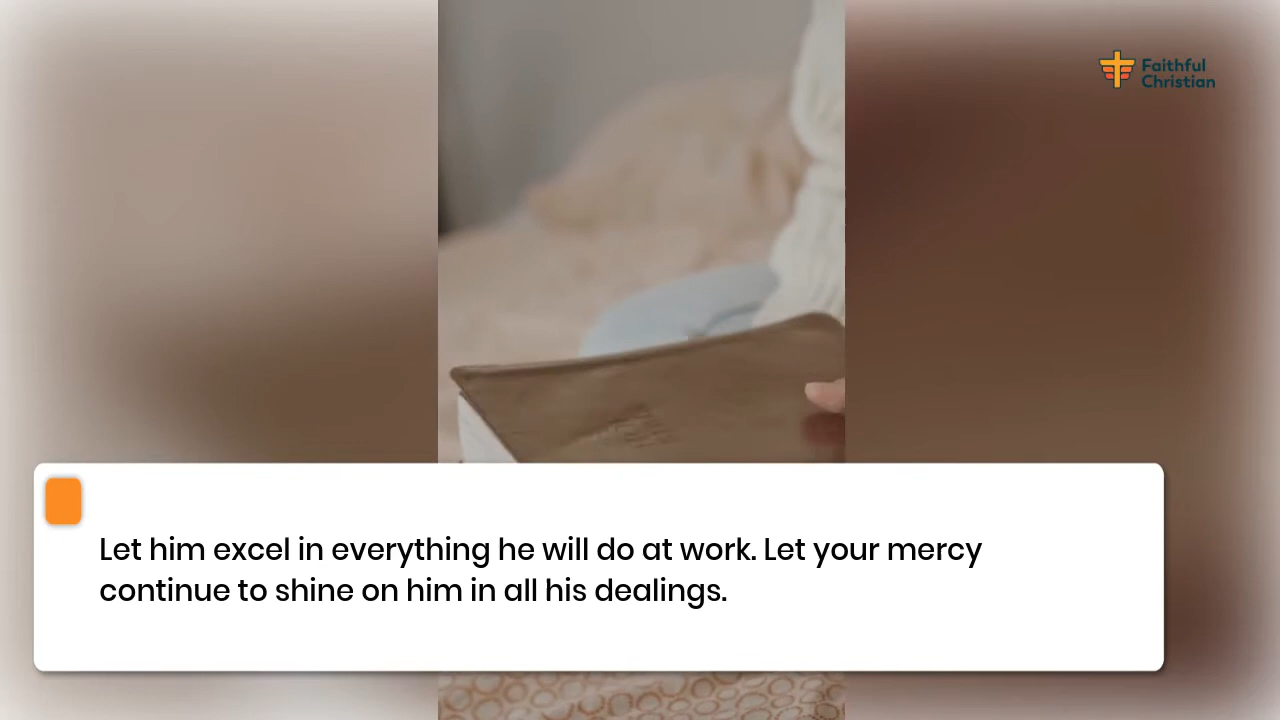 Faithful
Christian
Let him excel in everything he will do at work. Let your mercy
continue to shine on him in all his dealings.